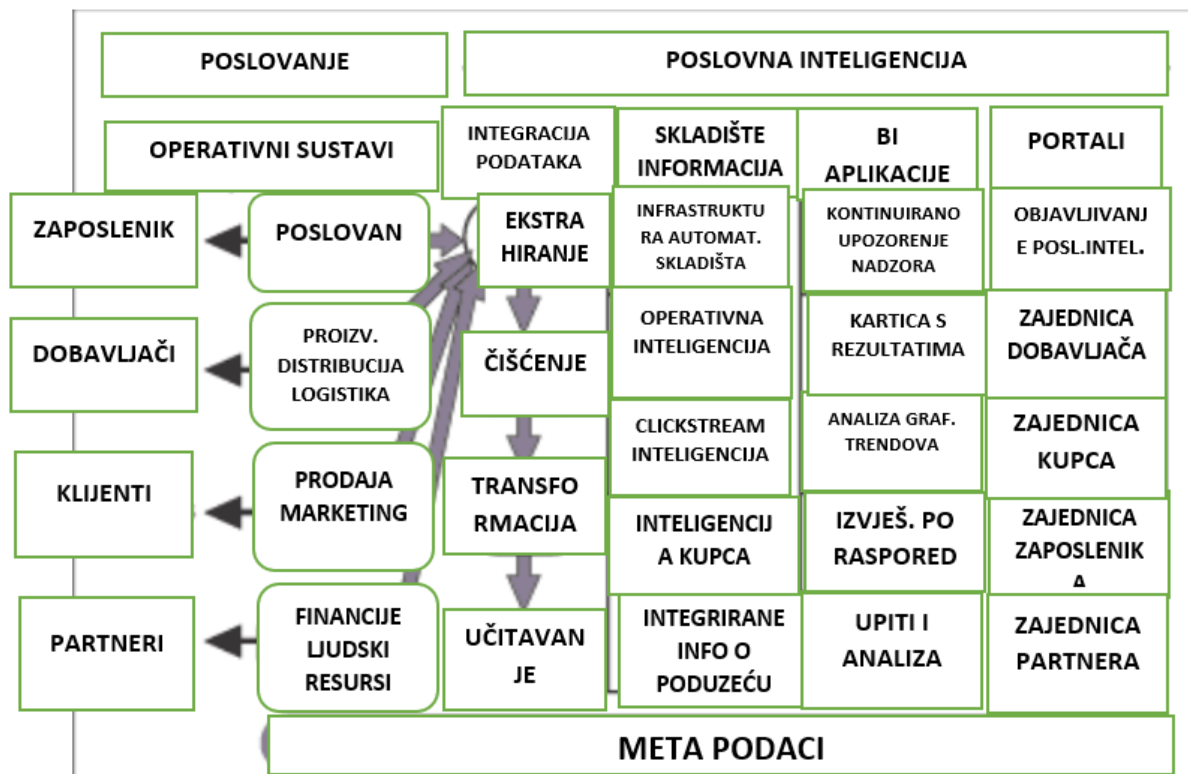 POSLOVANJE
POSLOVNA INTELIGENCIJA
OPERATIVNI SUSTAVI
INTEGRACIJA
PODATAKA
SKLADIŠTE
INFORMACIJA
BI
APLIKACIJE
PORTALI
ZAPOSLENIK
POSLOVAN
EKSTRA
HIRANJE
INFRASTRUKTU
RA AUTOMAT.
SKLADIŠTA
KONTINUIRANO
UPOZORENJE
NADZORA
OBJAVLJIVANJ
E POSL.INTEL.
DOBAVLJAČI
PROIZV.
DISTRIBUCIJA
LOGISTIKA
ČIŠĆENJE
OPERATIVNA
INTELIGENCIJA
KARTICA S
REZULTATIMA
ZAJEDNICA
DOBAVLJAČA
KLIJENTI
PRODAJA
MARKETING
TRANSFO
RMACIJA
CLICKSTREAM
INTELIGENCIJA
ANALIZA GRAF.
TRENDOVA
ZAJEDNICA
KUPCA
INTELIGENCIJ
A KUPCA
IZVJEŠ. PO
RASPORED
ZAJEDNICA
ZAPOSLENIK
A
PARTNERI
FINANCIJE
LJUDSKI
RESURSI
UČITAVAN
JE
INTEGRIRANE
INFO O
PODUZEĆU
UPITI I
ANALIZA
ZAJEDNICA
PARTNERA
META PODACI